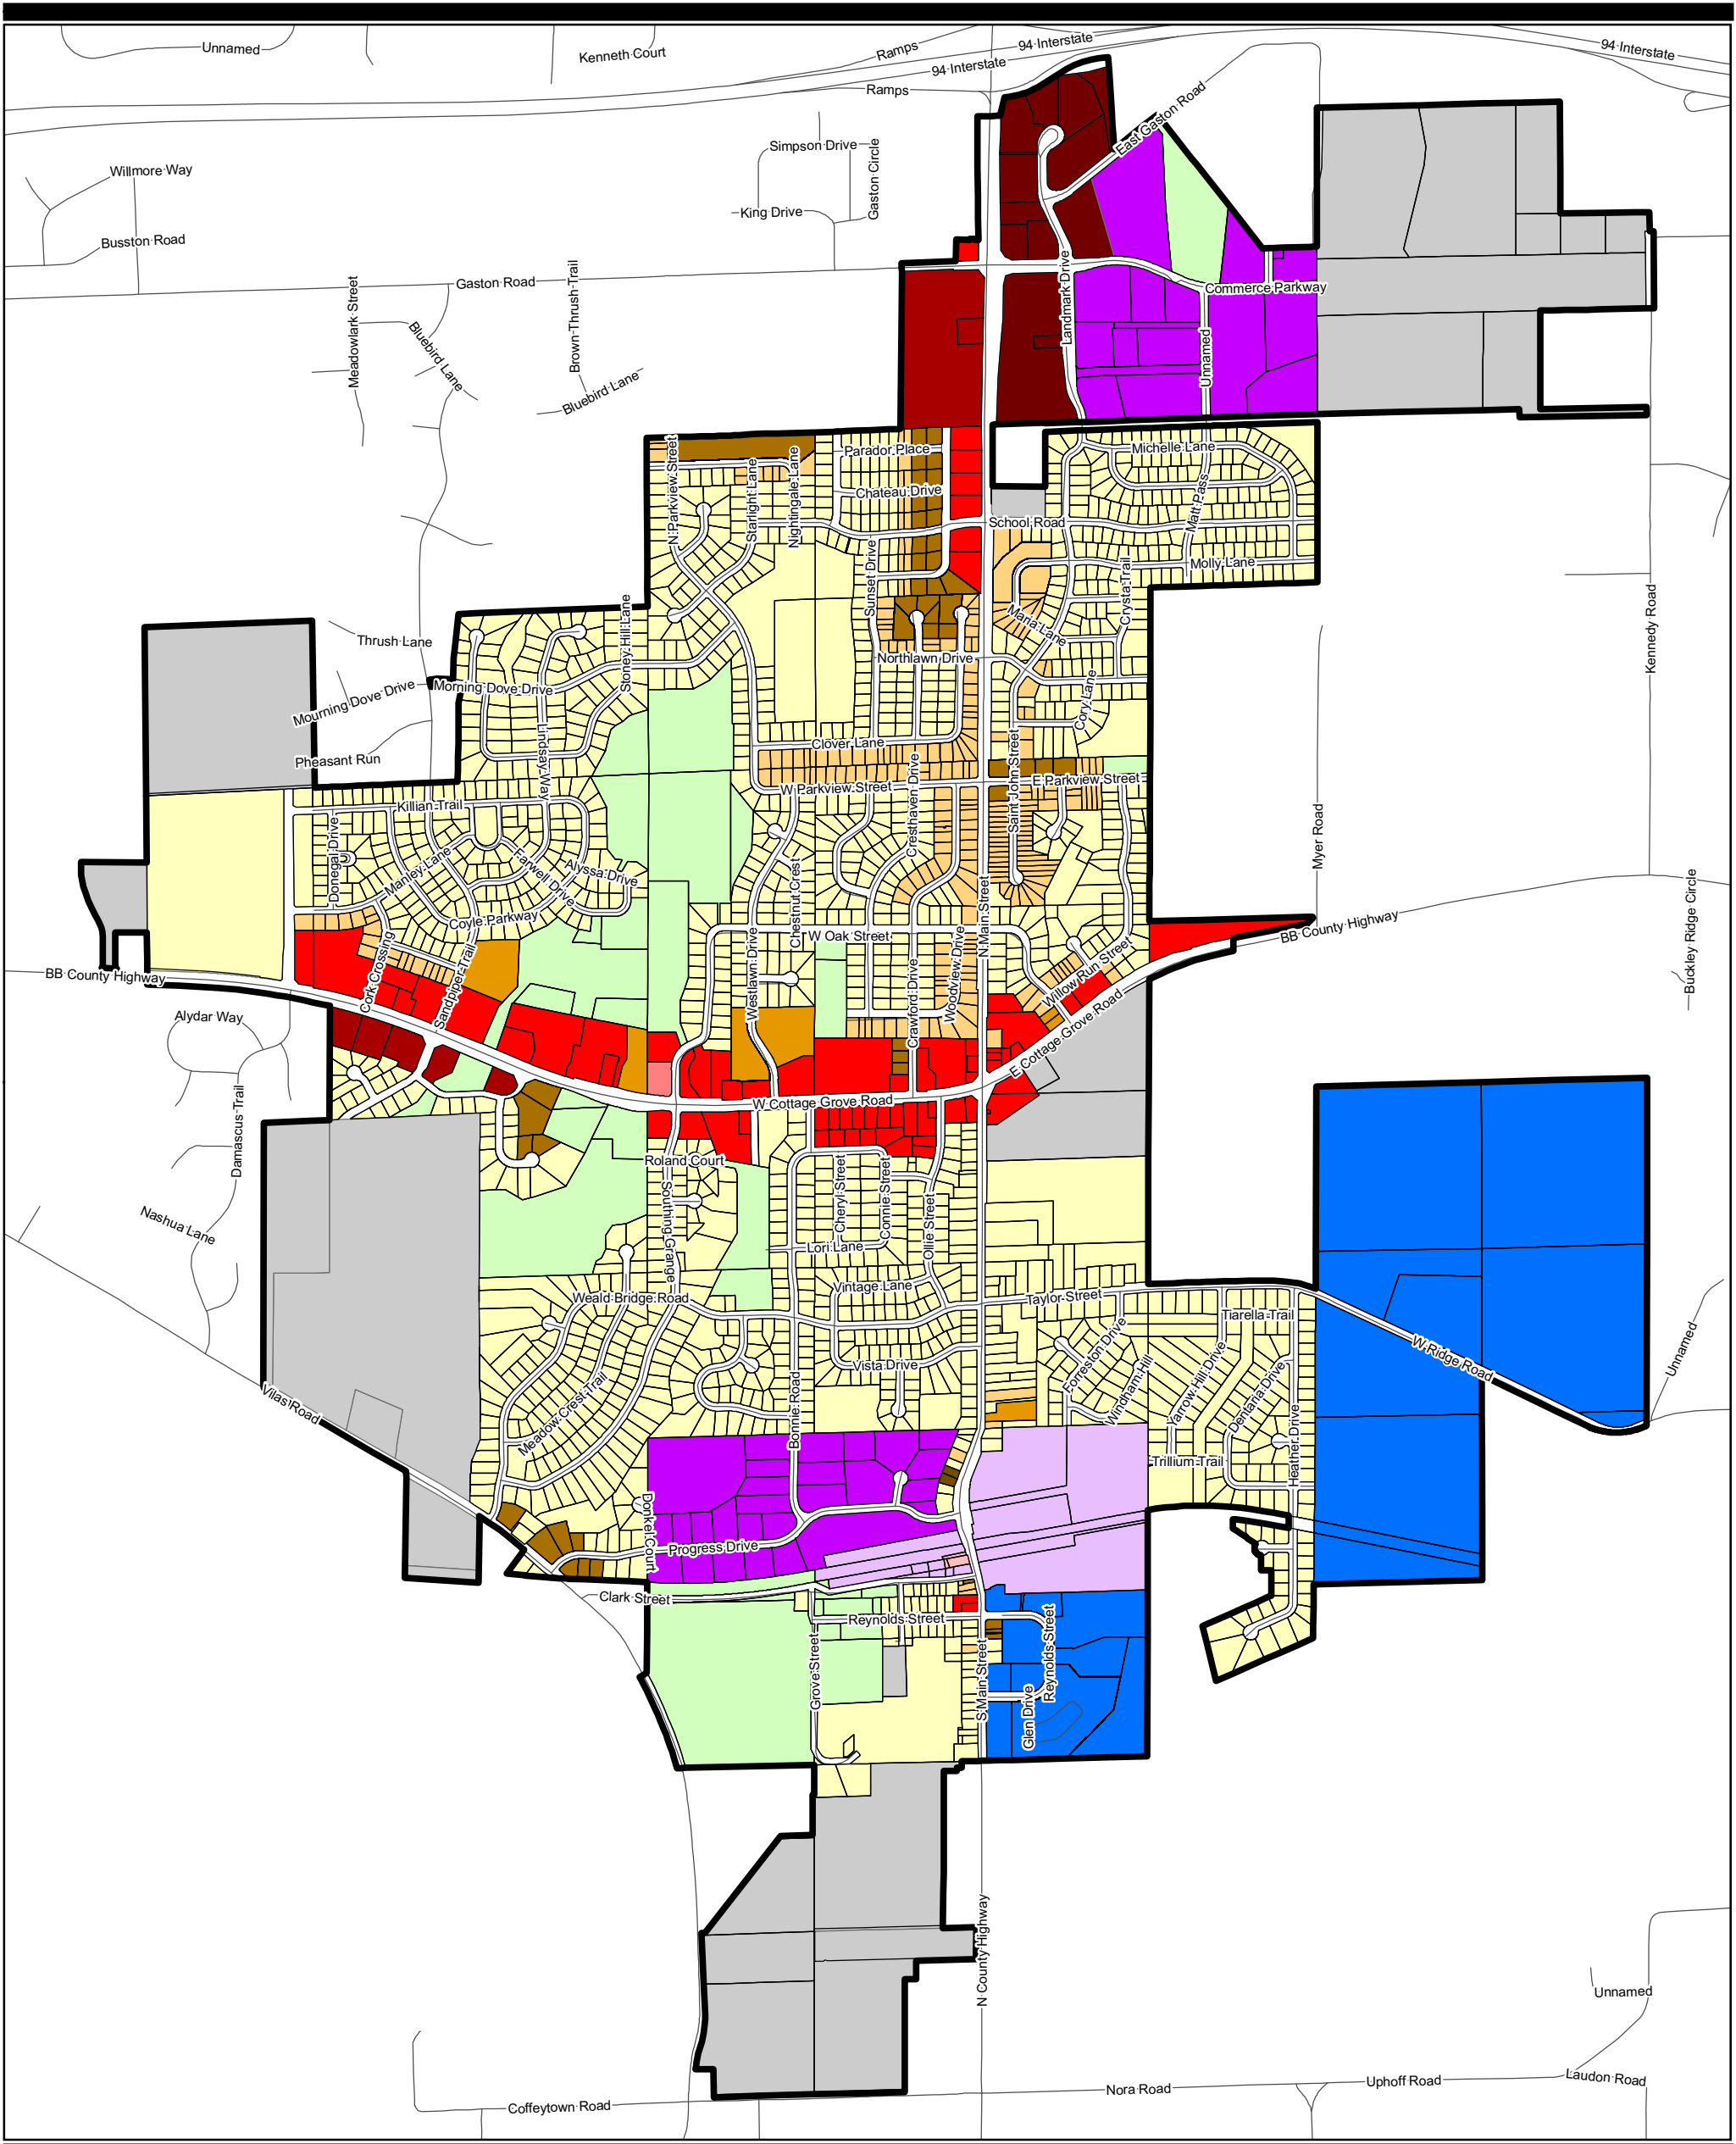 Unnamed
Kenneth Court
Ramps
94 Interstate
94 Interstate
94 Interstate
Ramps
East Gaston Road
Simpson Drive
Gaston Circle
Willmore Way
King Drive
Busston Road
Gaston Road
Meadowlark Street
Brown Thrush Trail
Bluebird Lane
Bluebird Lane
Landmark Drive
Commerce Parkway
Unnamed
N Parkview Street
Starlight Lane
Nightingale Lane
Parador Place
Chateau Drive
Michelle Lane
Matt Pass
School Road
Sunset Drive
Molly Lane
Crysta Trail
Maria Lane
Kennedy Road
Thrush Lane
Stoney Hill Lane
Northlawn Drive
Mourning Dove Drive
Morning Dove Drive
Cory Lane
Lindsay Way
Pheasant Run
Clover Lane
Saint John Street
W Parkview Street
E Parkview Street
Killian Trail
Cresthaven Drive
Myer Road
Donegal Drive
Manley Lane
Farwell Drive
Alyssa Drive
Chestnut Crest
N Main Street
Coyle Parkway
W Oak Street
BB County Highway
Buckley Ridge Circle
BB County Highway
Cork Crossing
Sandpiper Trail
Westlawn Drive
Crawford Drive
Woodview Drive
Willow Run Street
Alydar Way
E Cottage Grove Road
Damascus Trail
W Cottage Grove Road
Roland Court
Southing Grange
Cheryl Street
Connie Street
Ollie Street
Nashua Lane
Lori Lane
Vintage Lane
Weald Bridge Road
Taylor Street
Tiarella Trail
Forreston Drive
Windham Hill
Yarrow Hill Drive
Dentaria Drive
W Ridge Road
Unnamed
Vista Drive
Vilas Road
Meadow Crest Trail
Bonnie Road
Heather Drive
Trillium Trail
Donkel Court
Progress Drive
Clark Street
Reynolds Street
Reynolds Street
Grove Street
S Main Street
Glen Drive
N County Highway
Unnamed
Coffeytown Road
Nora Road
Uphoff Road
Laudon Road